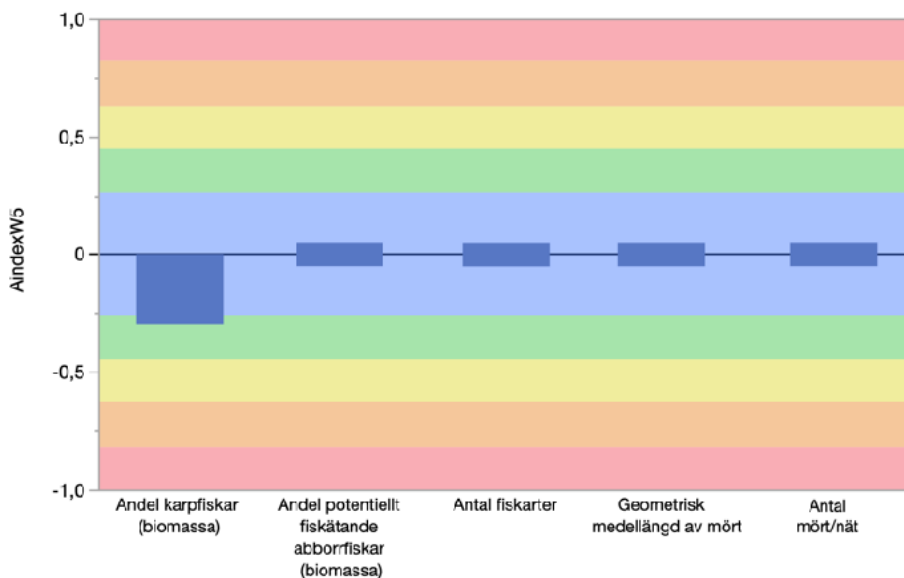 1,0
0,5
0
-0,5
-1,0
AindexW5
Andel karpfiskar
(biomassa)
Andel potentiellt
fiskätande
abborrfiskar
(biomassa)
Antal fiskarter
Geometrisk
medellängd av mört
Antal
mört/nät